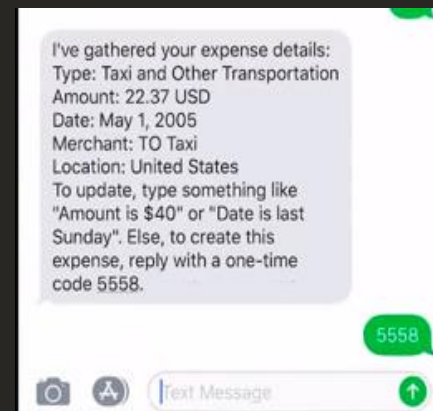 I've gathered your expense details:
Type: Taxi and Other Transportation
Amount: 22.37 USD
Date: May 1, 2005
Merchant: TO Taxi
Location: United States
To update, type something like
"Amount is $40" or "Date is last
Sunday". Else, to create this
expense, reply with a one-time
code 5558.
5558
Text Message